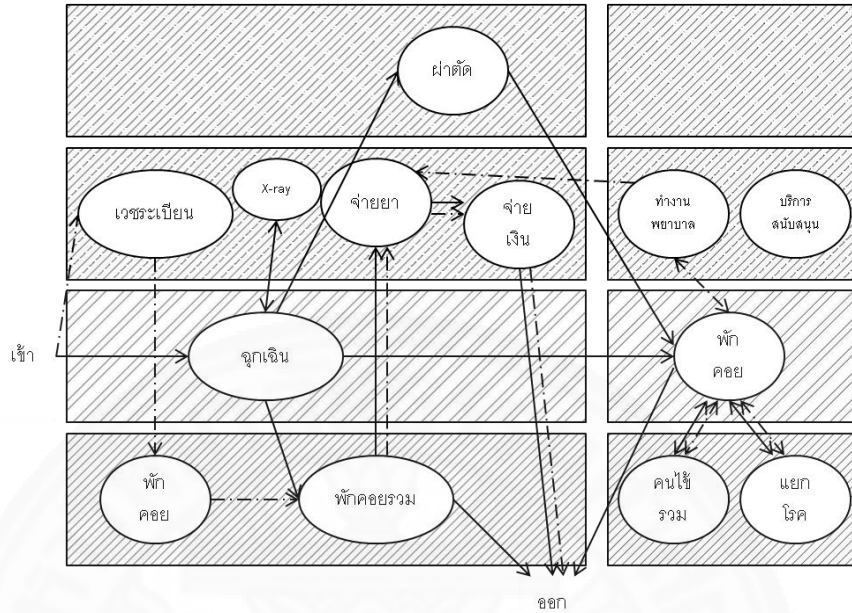 ผ่าตัด
เวชระเบียน
X-ray
จ่ายยา
จ่าย
เงิน
ทำงาน
พยาบาล
บริการ
สนับสนุน
เข้า
ฉุกเฉิน
พัก
คอย
พัก
คอย
พักคอยรวม
คนไข้
รวม
แยก
โรค
ออก